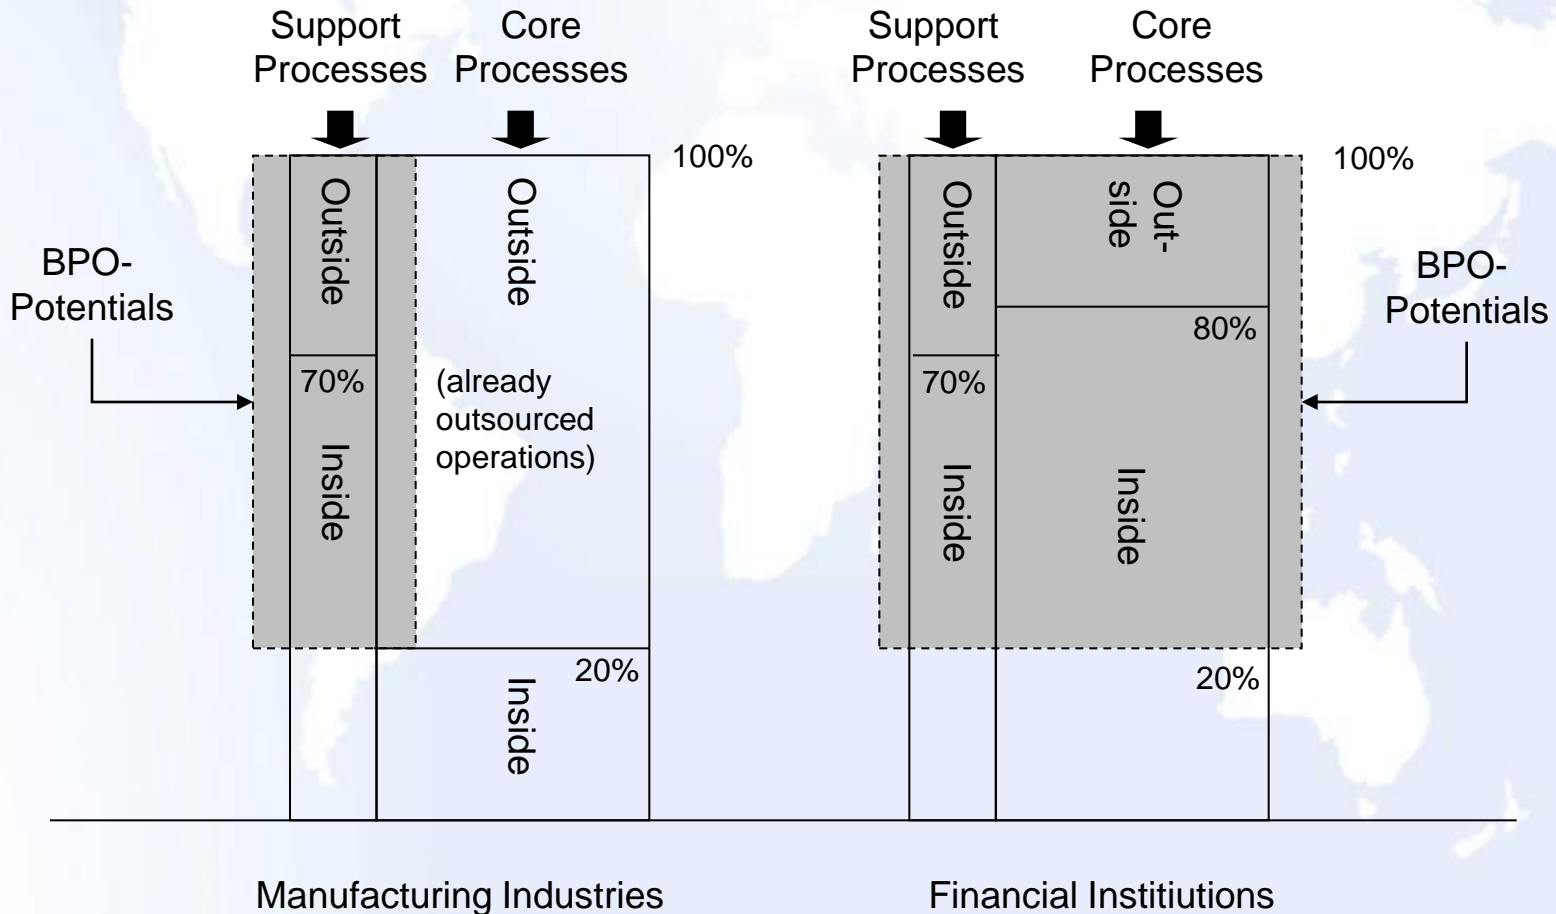 Support
Processes
Core
Processes
100%
Outside
Outside
BPO-
Potentials
70%
(already
outsourced
operations)
Inside
20%
Inside
Manufacturing Industries
Support
Processes
Core
Processes
100%
Outside
Out-
side
BPO-
Potentials
80%
70%
Inside
Inside
20%
Financial Institiutions